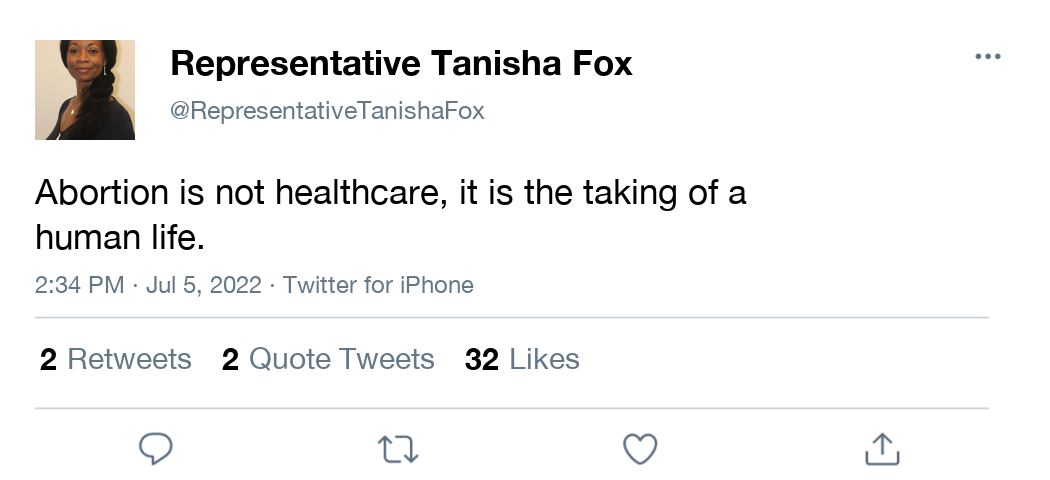 Representative Tanisha Fox
@RepresentativeTanishaFox
Abortion is not healthcare, it is the taking of a
human life.
2:34 PM · Jul 5, 2022 · Twitter for iPhone
2 Retweets 2 Quote Tweets 32 Likes